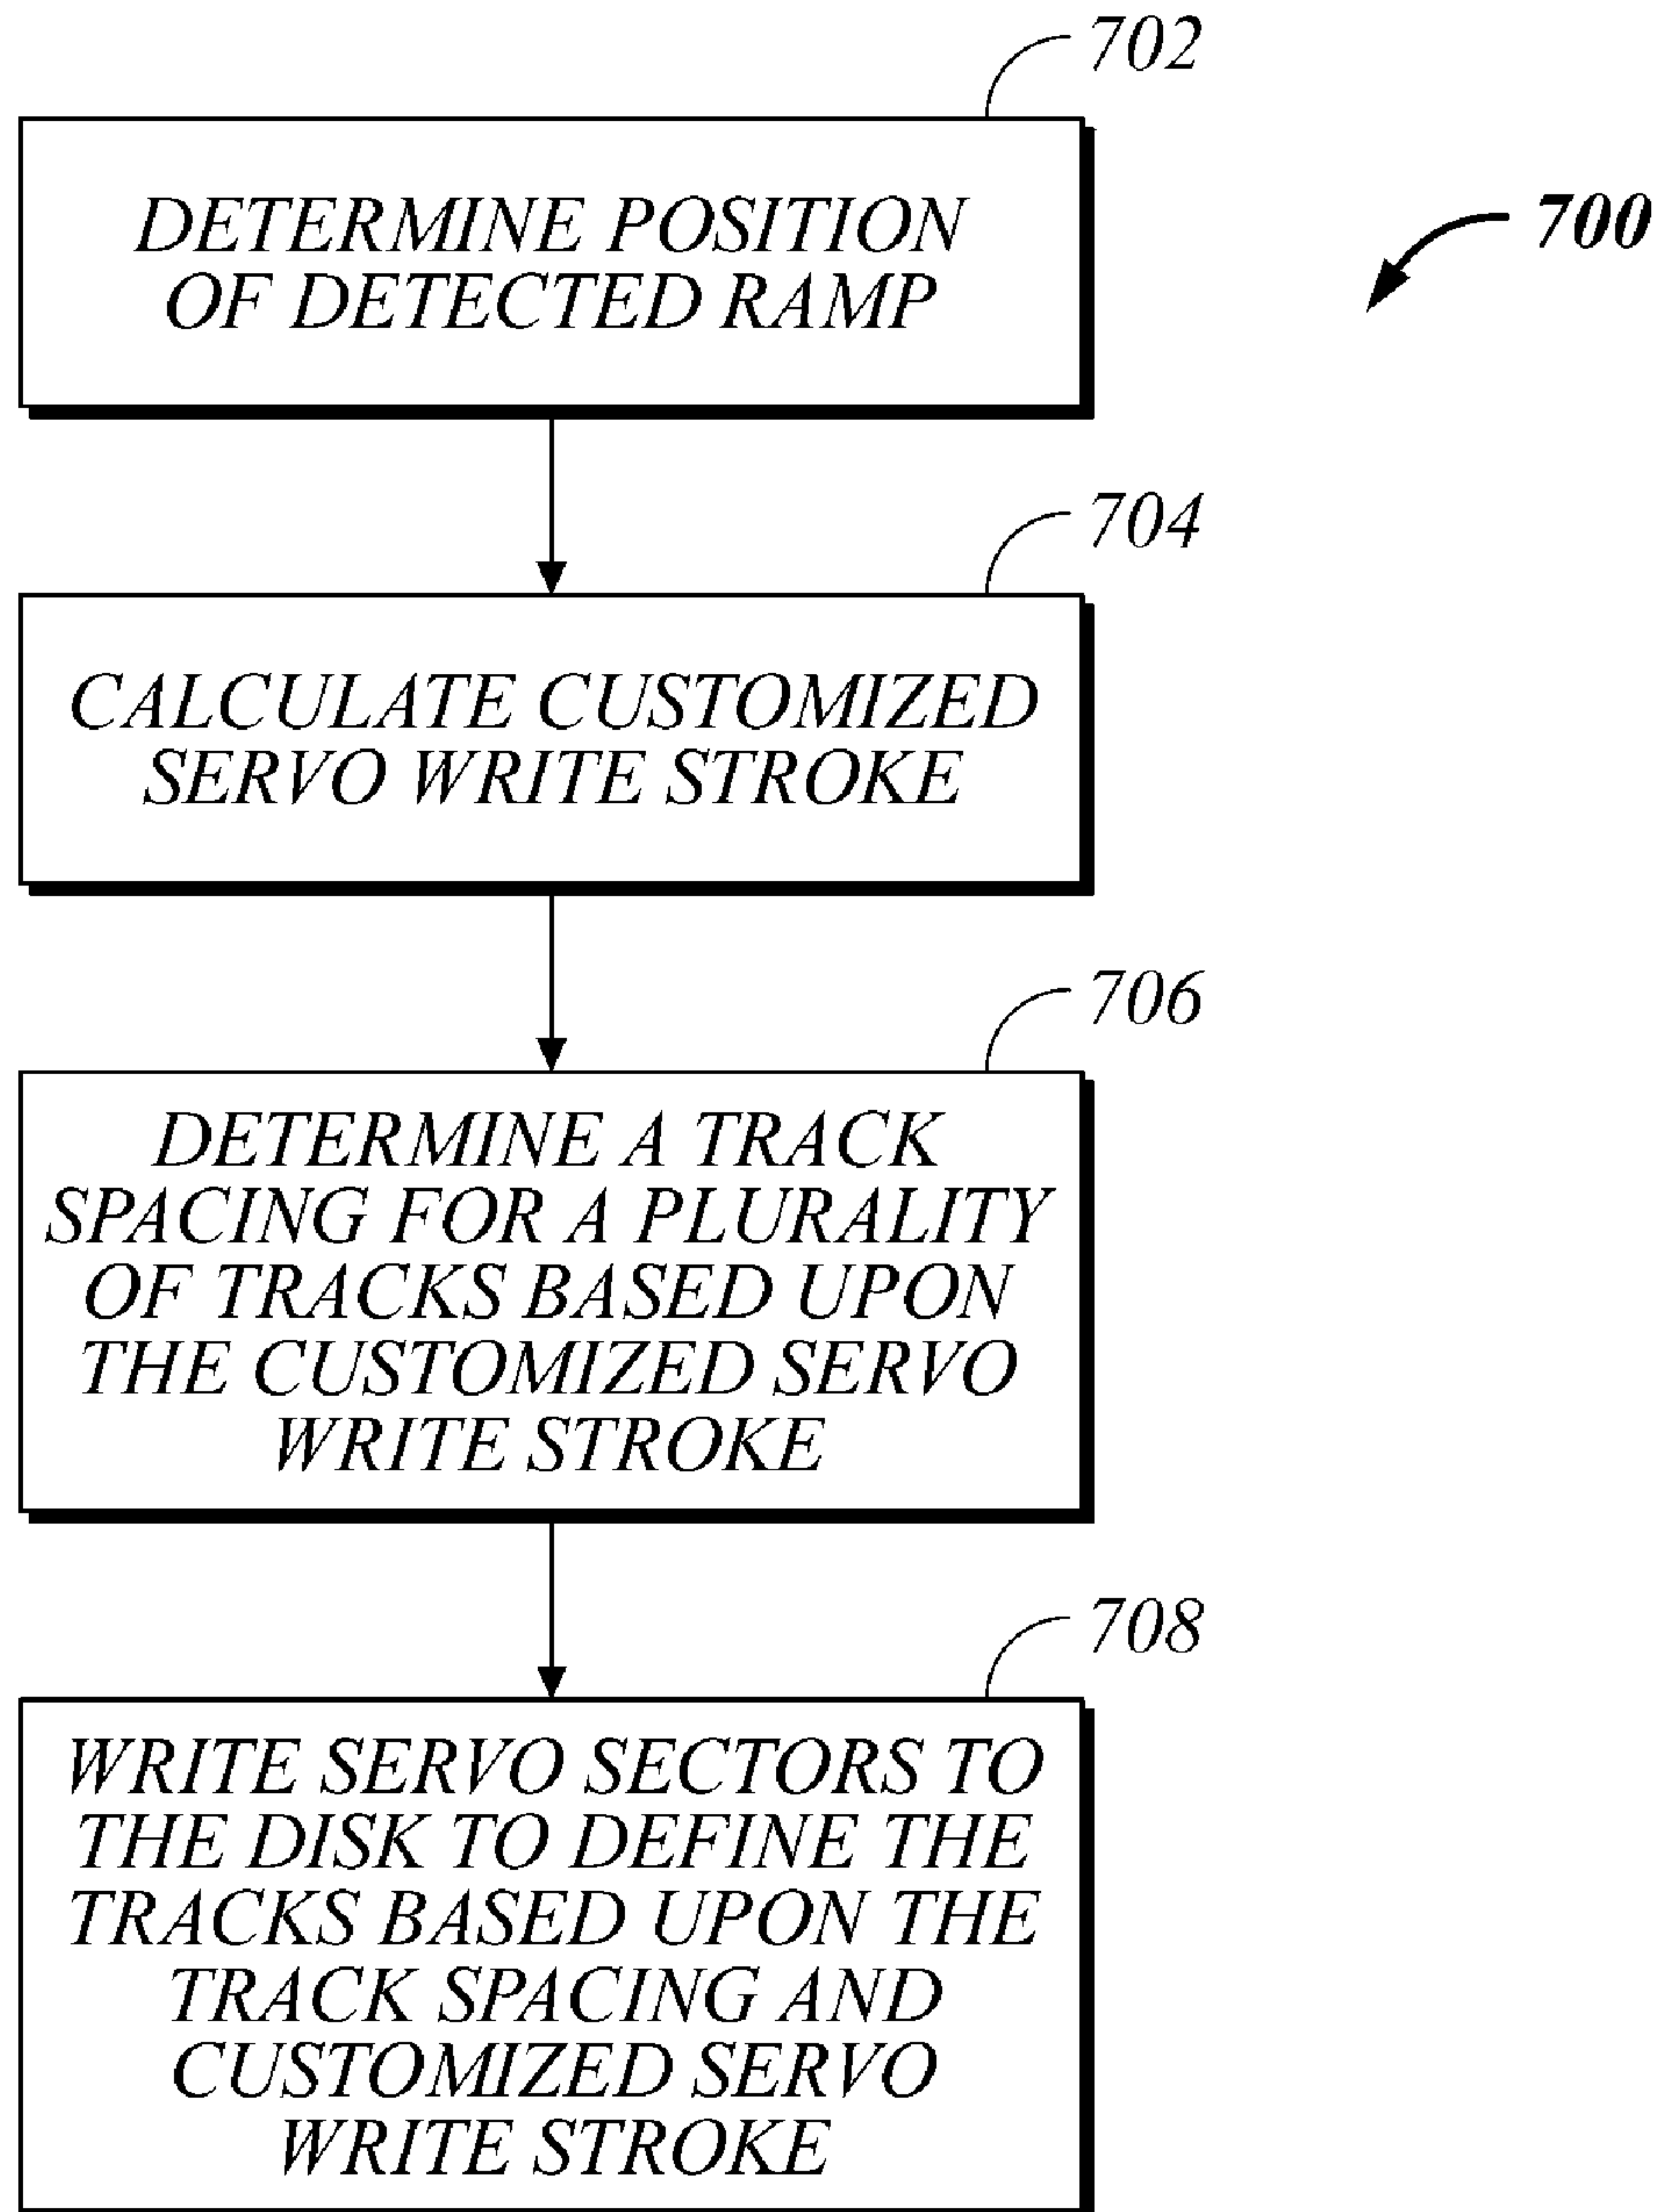 702
700
DETERMINE POSITION
OF DETECTED RAMP
704
CALCULATE CUSTOMIZED
SERVO WRITE STROKE
706
DETERMINE A TRACK
SPACING FOR A PLURALITY
OF TRACKS BASED UPON
THE CUSTOMIZED SERVO
WRITE STROKE
708
WRITE SERVO SECTORS TO
THE DISK TO DEFINE THE
TRACKS BASED UPON THE
TRACK SPACING AND
CUSTOMIZED SERVO
WRITE STROKE